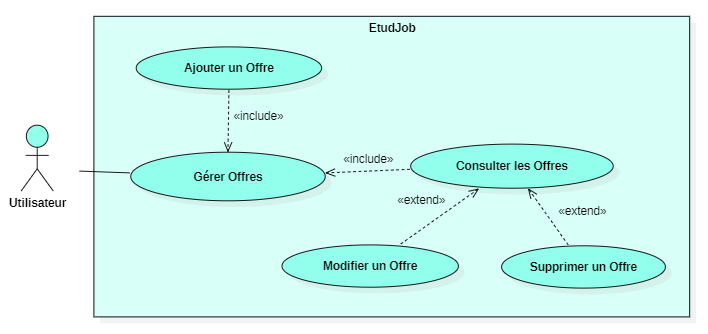 EtudJob
Ajouter un Offre
«include»
Gérer Offres
«include»
Consulter les Offres
Utilisateur
«extend»
«extend»
Modifier un Offre
Supprimer un Offre